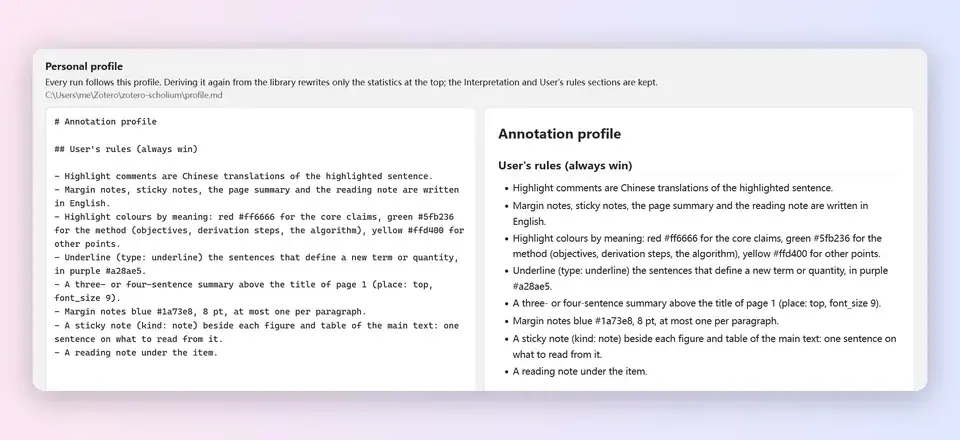 Personal profile
Every run follows this profile. Deriving it again from the library rewrites only the statistics at the top; the Interpretation and User's rules sections are kept.
C:\Users\me\Zotero\zotero-scholium\profile.md
# Annotation profile
## User's rules (always win)
- Highlight comments are Chinese translations of the highlighted sentence.
- Margin notes, sticky notes, the page summary and the reading note are written
in English.
- Highlight colours by meaning: red #ff6666 for the core claims, green #5fb236
for the method (objectives, derivation steps, the algorithm), yellow #ffd400 for
other points.
- Underline (type: underline) the sentences that define a new term or quantity,
in purple #a28ae5.
- A three- or four-sentence summary above the title of page 1 (place: top,
font_size 9).
- Margin notes blue #1a73e8, 8 pt, at most one per paragraph.
- A sticky note (kind: note) beside each figure and table of the main text: one
sentence on what to read from it.
- A reading note under the item.
Annotation profile
User's rules (always win)
• Highlight comments are Chinese translations of the highlighted sentence.
• Margin notes, sticky notes, the page summary and the reading note are written in
English.
• Highlight colours by meaning: red #ff6666 for the core claims, green #5fb236 for the
method (objectives, derivation steps, the algorithm), yellow #ffd400 for other points.
• Underline (type: underline) the sentences that define a new term or quantity, in purple
#a28ae5.
• A three- or four-sentence summary above the title of page 1 (place: top, font_size 9).
• Margin notes blue #1a73e8, 8 pt, at most one per paragraph.
• A sticky note (kind: note) beside each figure and table of the main text: one sentence on
what to read from it.
• A reading note under the item.